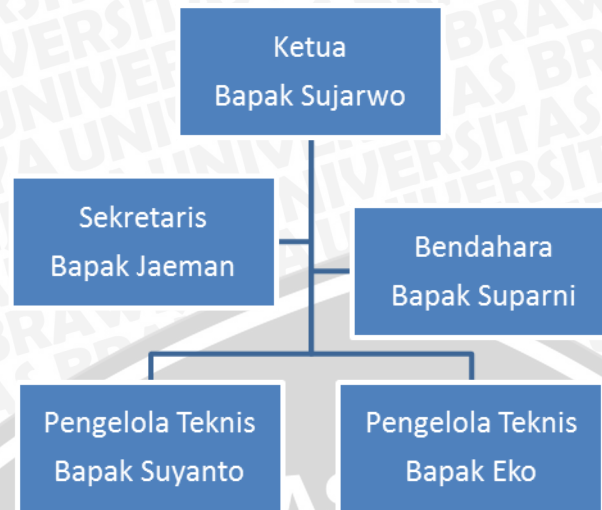 Ketua
Bapak Sujarwo
Sekretaris
Bapak Jaeman
Bendahara
Bapak Suparni
Pengelola Teknis
Bapak Suyanto
Pengelola Teknis
Bapak Eko